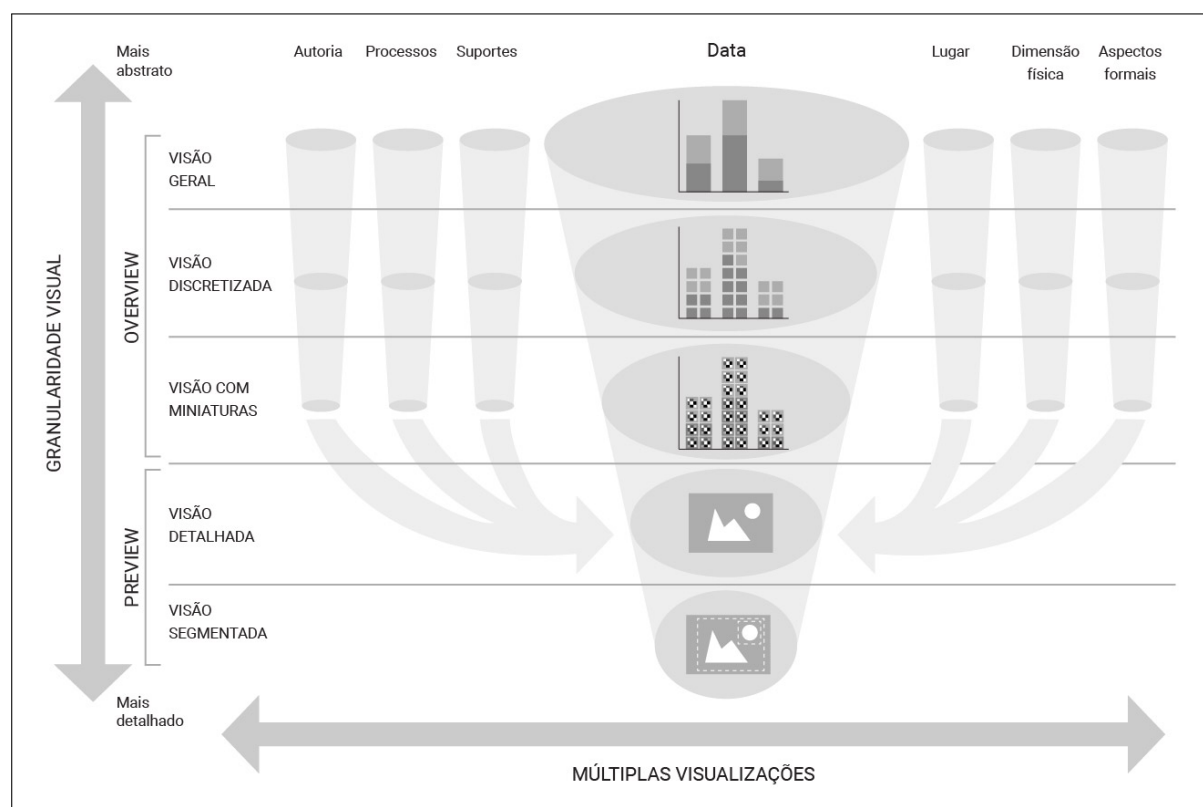 Mais
abstrato
Autoria
Processos
Suportes
Data
Lugar
Dimensão
física
Aspectos
formais
GRANULARIDADE VISUAL
OVERVIEW
VISÃO
GERAL
VISÃO
DISCRETIZADA
VISÃO COM
MINIATURAS
PREVIEW
VISÃO
DETALHADA
VISÃO
SEGMENTADA
Mais
detalhado
MÚLTIPLAS VISUALIZAÇÕES